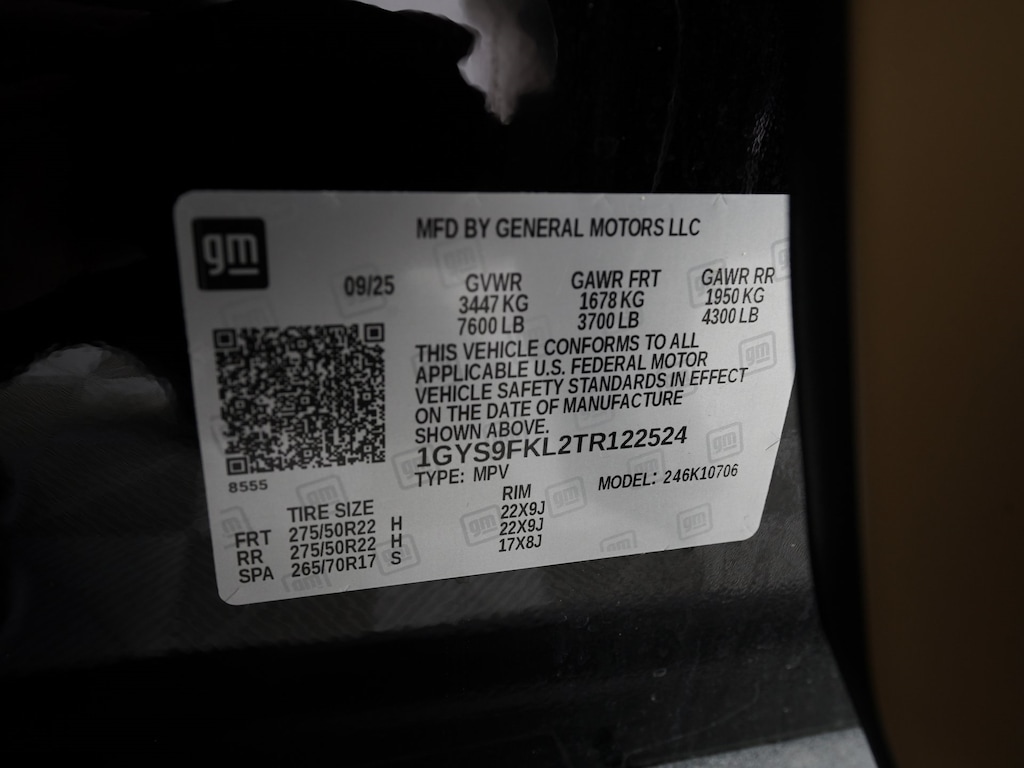 gm
MFD BY GENERAL MOTORS LLC
09/25 GVWR GAWR FRT GAWR RR
3447 KG 1678 KG 1950 KG
7600 LB 3700 LB 4300 LB
THIS VEHICLE CONFORMS TO ALL
APPLICABLE U.S. FEDERAL MOTOR
VEHICLE SAFETY STANDARDS IN EFFECT
ON THE DATE OF MANUFACTURE
SHOWN ABOVE.
1GYS9FKL2TR122524
TYPE: MPV MODEL: 246K10706
8555
TIRE SIZE RIM
FRT 275/50R22 H 22X9J
RR 275/50R22 H 22X9J
SPA 265/70R17 S 17X8J